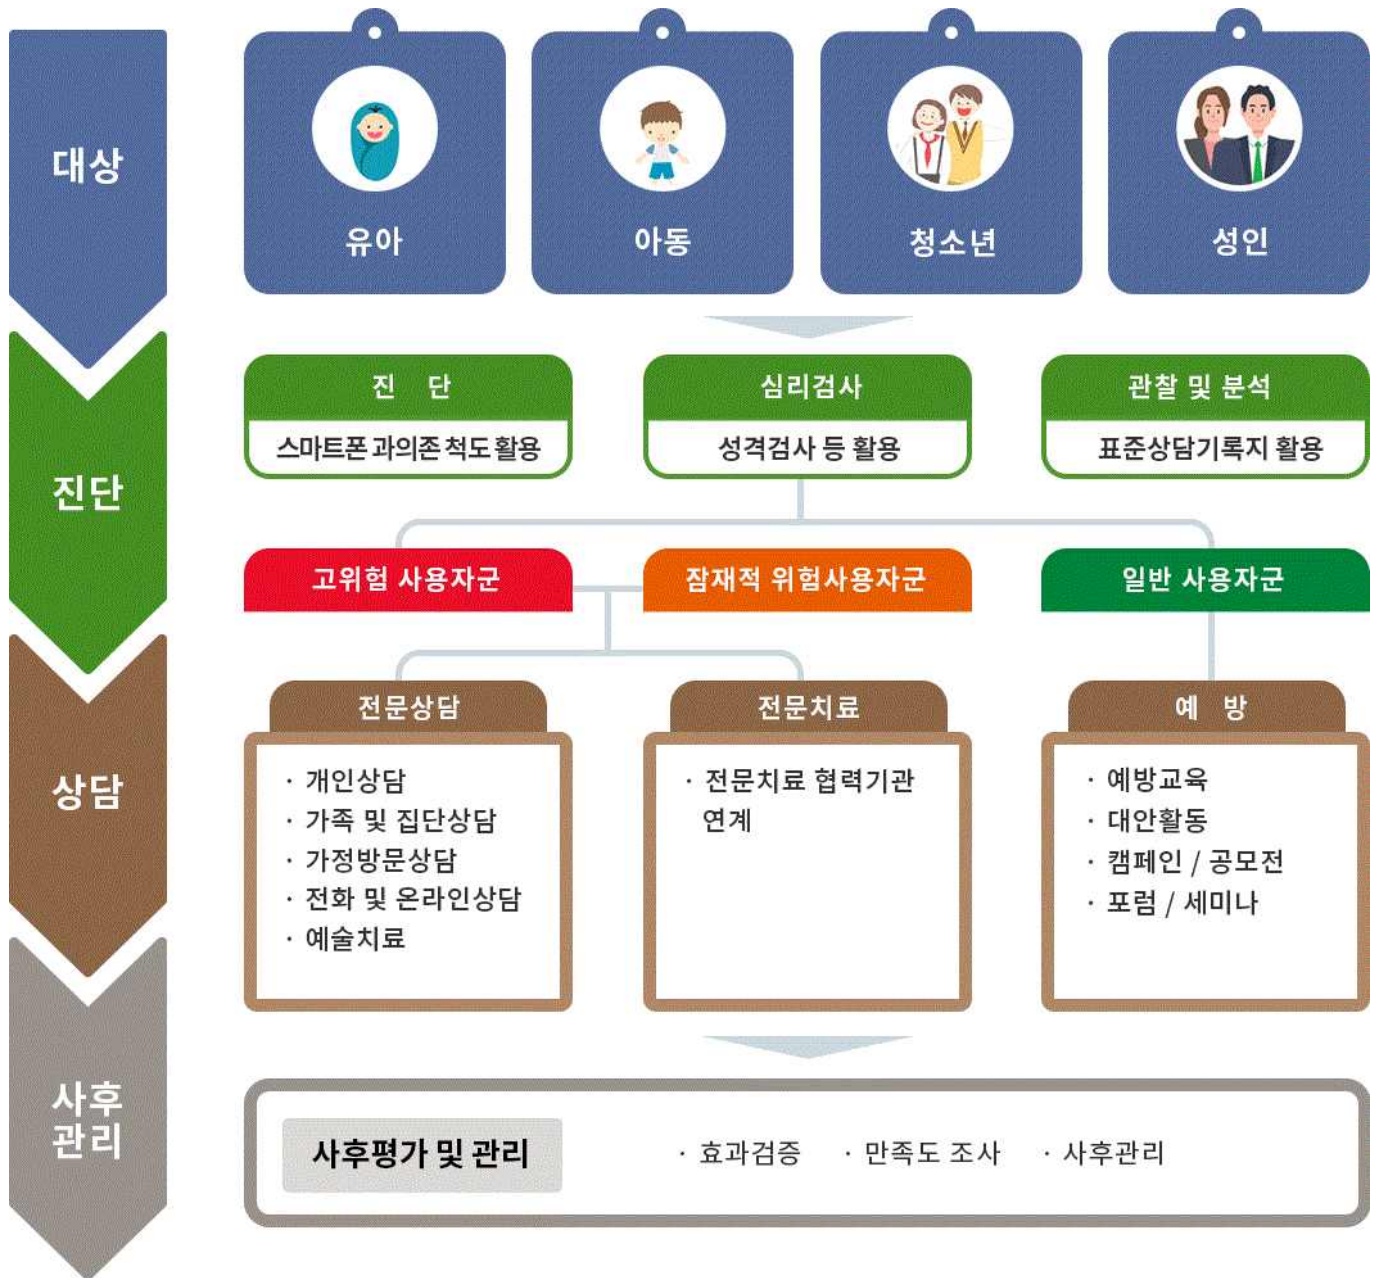 대상
유아
아동
청소년
성인
진단
진 단
스마트폰 과의존 척도 활용
심리검사
성격검사 등 활용
관찰 및 분석
표준상담기록지 활용
고위험 사용자군
잠재적 위험사용자군
일반 사용자군
상담
전문상담
· 개인상담
· 가족 및 집단상담
· 가정방문상담
· 전화 및 온라인상담
· 예술치료
전문치료
· 전문치료 협력기관
연계
예 방
· 예방교육
· 대안활동
· 캠페인 / 공모전
· 포럼 / 세미나
사후
관리
사후평가 및 관리
· 효과검증 · 만족도 조사 · 사후관리